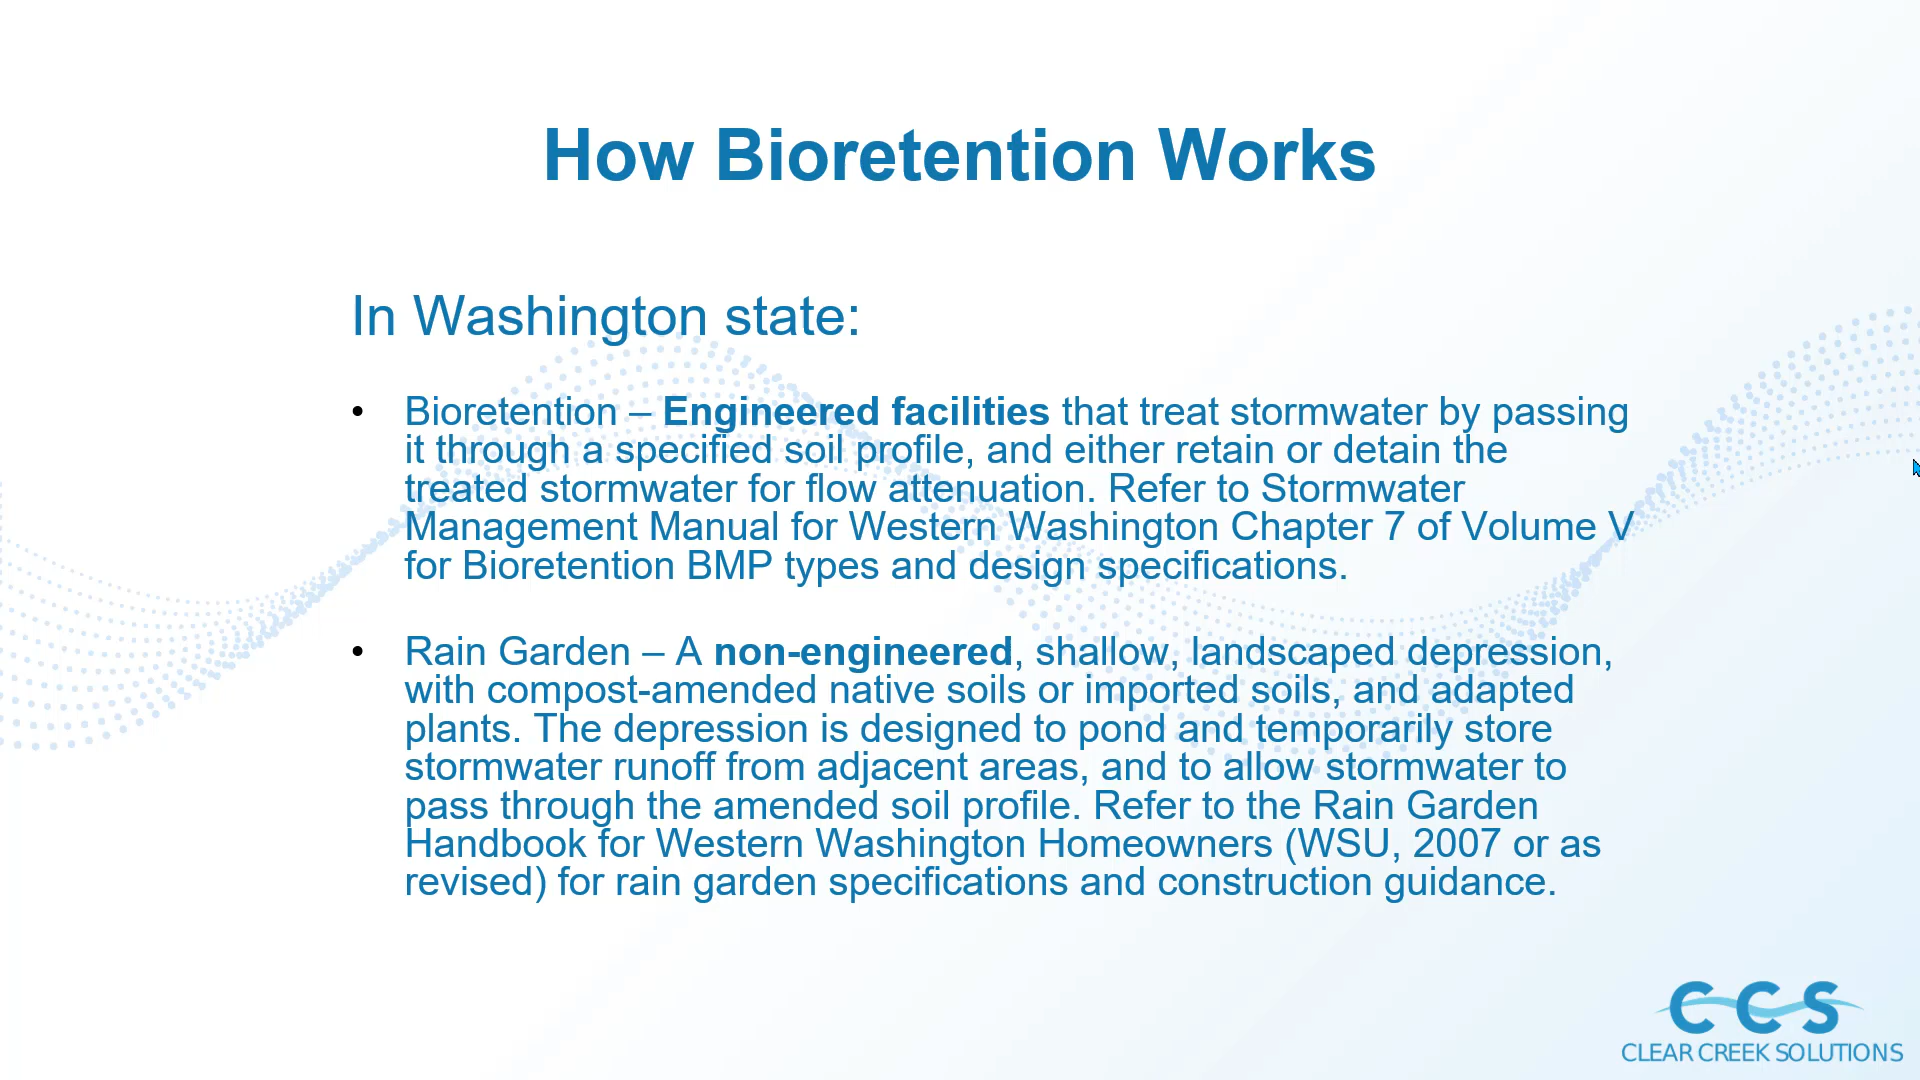 How Bioretention Works
In Washington state:
• Bioretention – Engineered facilities that treat stormwater by passing
it through a specified soil profile, and either retain or detain the
treated stormwater for flow attenuation. Refer to Stormwater
Management Manual for Western Washington Chapter 7 of Volume V
for Bioretention BMP types and design specifications.
• Rain Garden – A non-engineered, shallow, landscaped depression,
with compost-amended native soils or imported soils, and adapted
plants. The depression is designed to pond and temporarily store
stormwater runoff from adjacent areas, and to allow stormwater to
pass through the amended soil profile. Refer to the Rain Garden
Handbook for Western Washington Homeowners (WSU, 2007 or as
revised) for rain garden specifications and construction guidance.
CCS
CLEAR CREEK SOLUTIONS